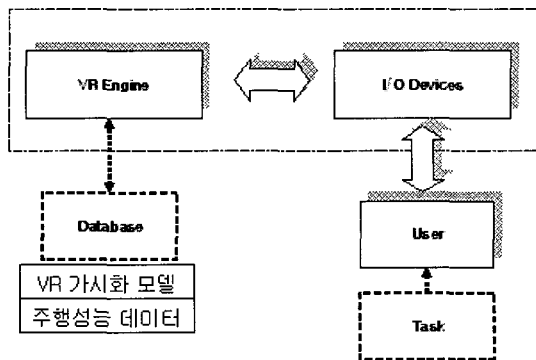 VR Engine
I/O Devices
Database
User
VR 가시화 모델
주행성능 데이터
Task